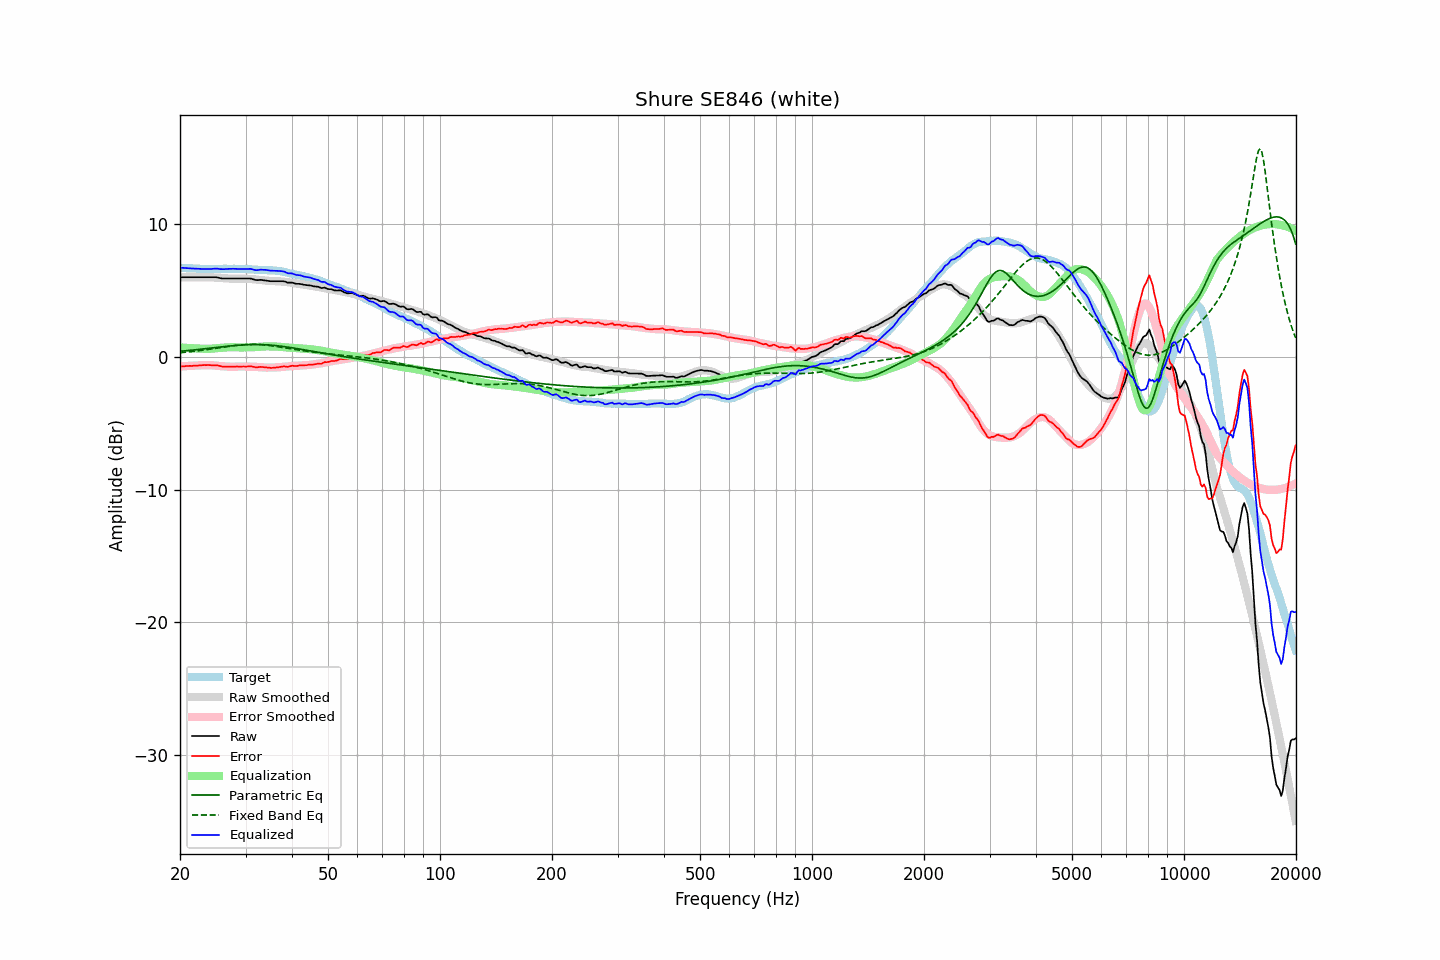 Shure SE846 (white)
Amplitude (dBr)
10
0
−10
−20
−30
Target
Raw Smoothed
Error Smoothed
Raw
Error
Equalization
Parametric Eq
Fixed Band Eq
Equalized
20 50 100 200 500 1000 2000 5000 10000 20000
Frequency (Hz)